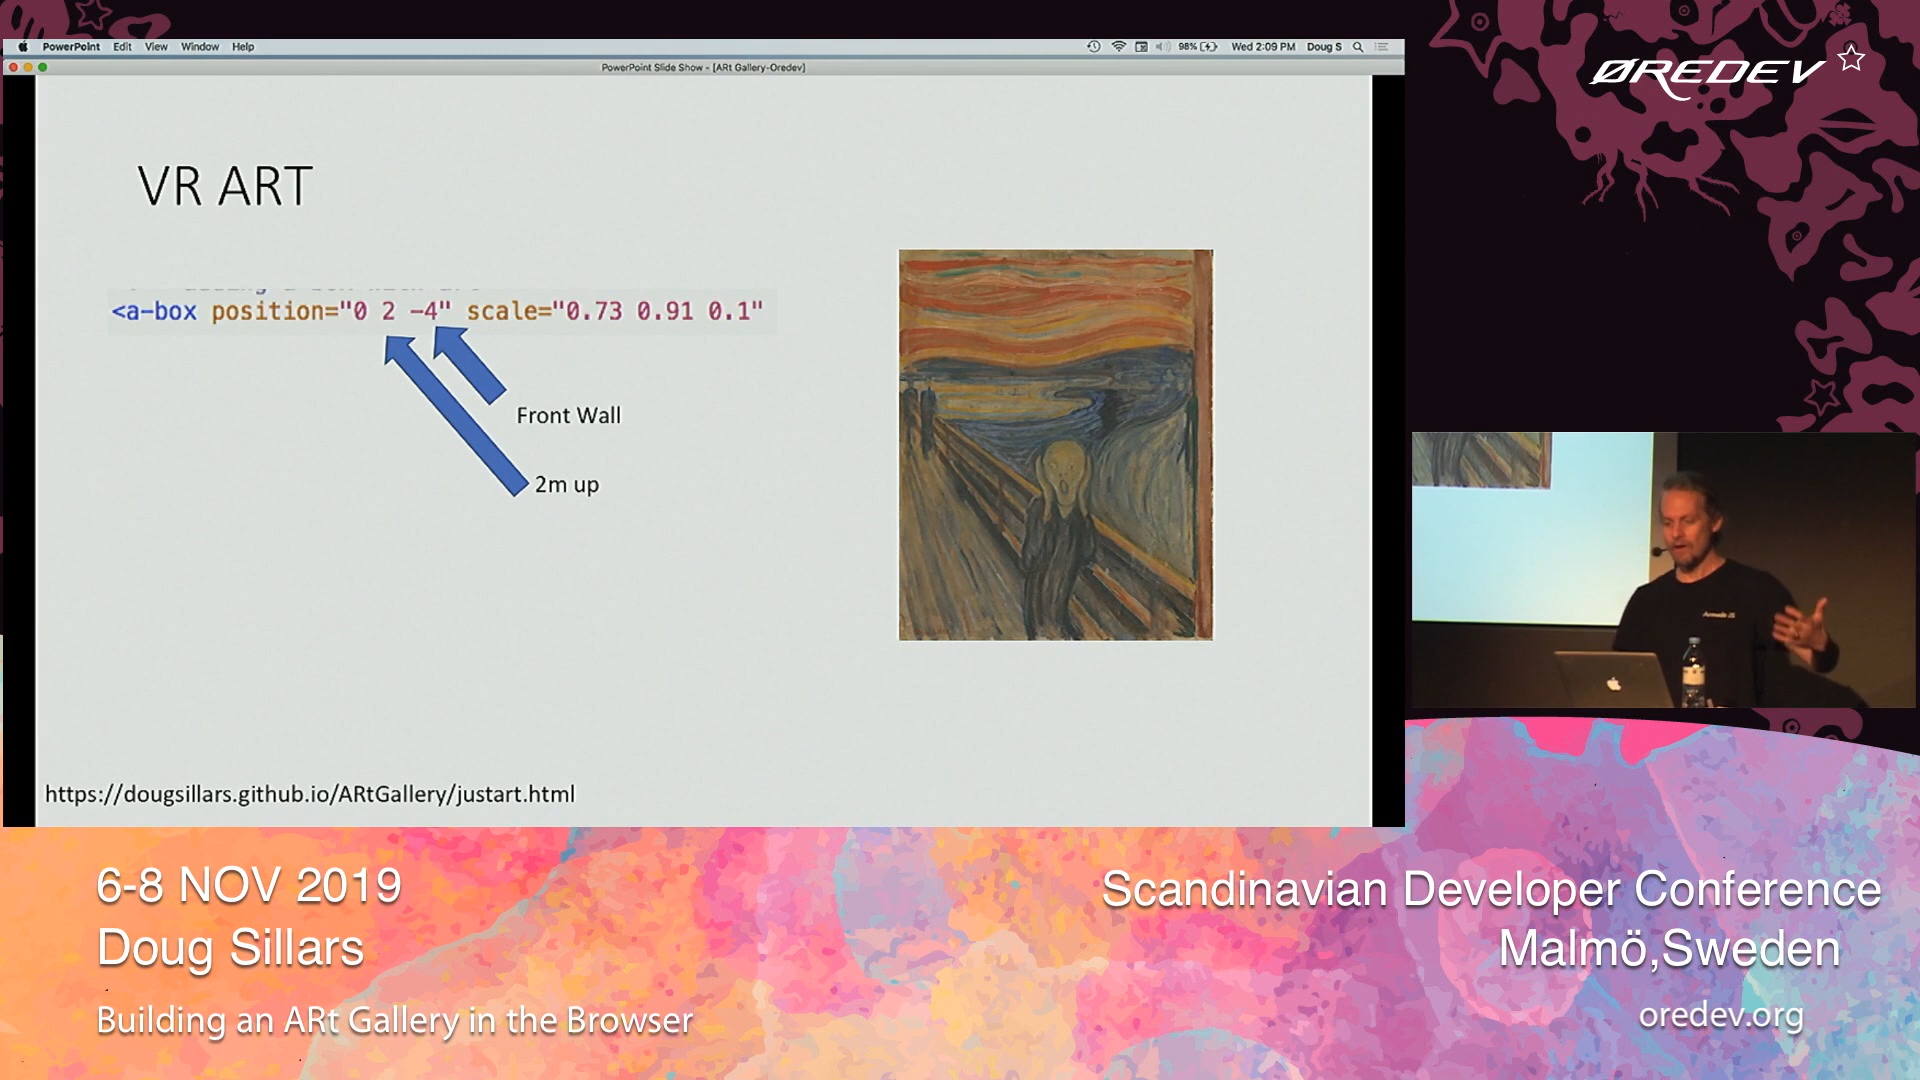 PowerPoint Edit View Window Help
98% Wed 2:09 PM Doug S
PowerPoint Slide Show - [ARt Gallery-Oredev]
ØREDEV
VR ART
<a-box position="0 2 -4" scale="0.73 0.91 0.1"
Front Wall
2m up
https://dougsillars.github.io/ARtGallery/justart.html
6-8 NOV 2019
Doug Sillars
Building an ARt Gallery in the Browser
Scandinavian Developer Conference
Malmö,Sweden
oredev.org